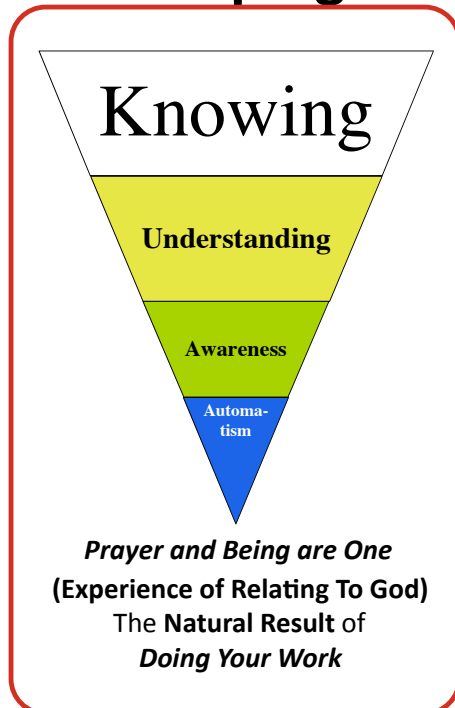 Knowing
Understanding
Awareness
Automa-
tism
Prayer and Being are One
(Experience of Relating To God)
The Natural Result of
Doing Your Work